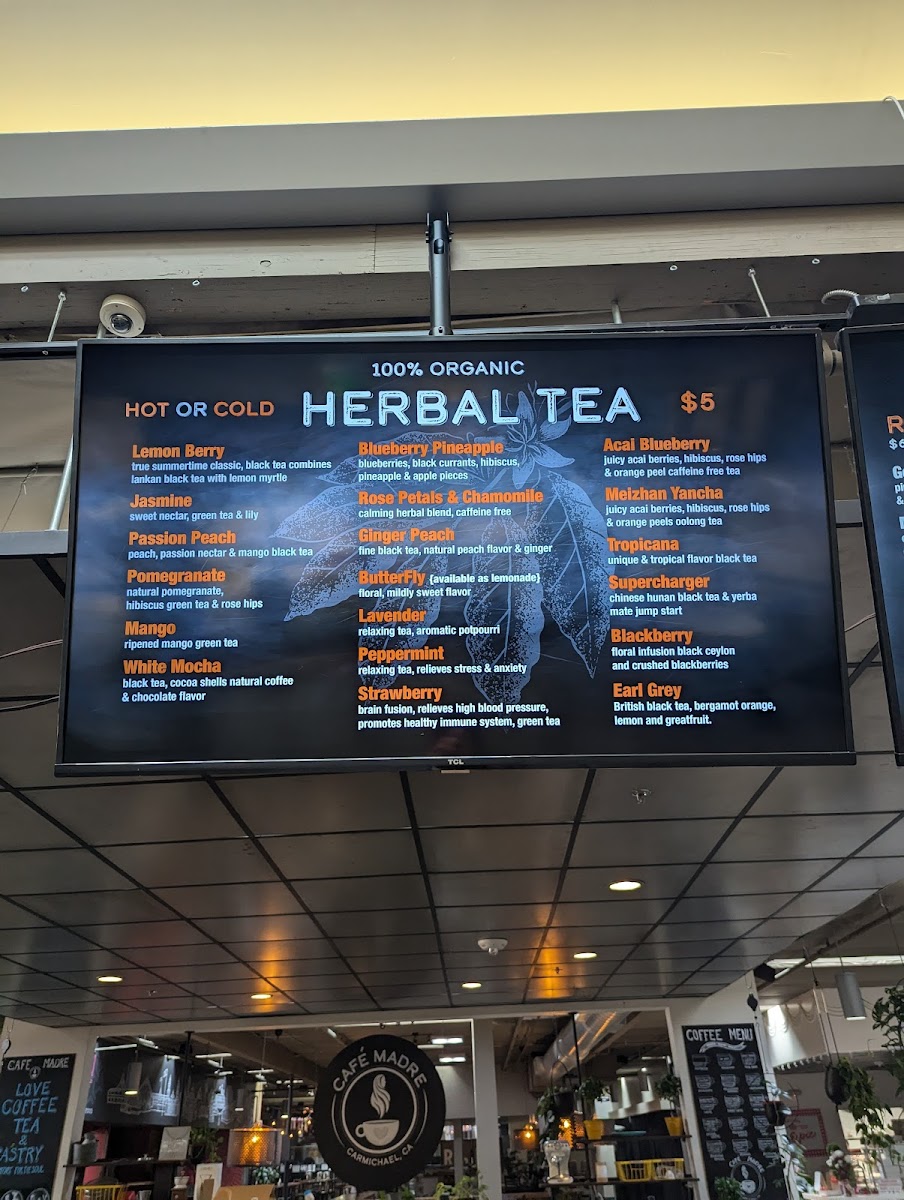 100% ORGANIC
HOT OR COLD
HERBAL TEA
$5
Lemon Berry
true summertime classic, black tea combines
lankan black tea with lemon myrtle
Jasmine
sweet nectar, green tea & lily
Passion Peach
peach, passion nectar & mango black tea
Pomegranate
natural pomegranate,
hibiscus green tea & rose hips
Mango
ripened mango green tea
White Mocha
black tea, cocoa shells natural coffee
& chocolate flavor
Blueberry Pineapple
blueberries, black currants, hibiscus,
pineapple & apple pieces
Rose Petals & Chamomile
calming herbal blend, caffeine free
Ginger Peach
fine black tea, natural peach flavor & ginger
ButterFly {available as lemonade}
floral, mildly sweet flavor
Lavender
relaxing tea, aromatic potpourri
Peppermint
relaxing tea, relieves stress & anxiety
Strawberry
brain fusion, relieves high blood pressure,
promotes healthy immune system, green tea
Acai Blueberry
juicy acai berries, hibiscus, rose hips
& orange peel caffeine free tea
Meizhan Yancha
juicy acai berries, hibiscus, rose hips
& orange peels oolong tea
Tropicana
unique & tropical flavor black tea
Supercharger
chinese hunan black tea & yerba
mate jump start
Blackberry
floral infusion black ceylon
and crushed blackberries
Earl Grey
British black tea, bergamot orange,
lemon and greatfruit.
TCL
CAFE MADRE
LOVE
COFFEE
TEA
&
PASTRY
CAFE MADRE
CARMICHAEL, CA
COFFEE MENU
CAFE MADRE